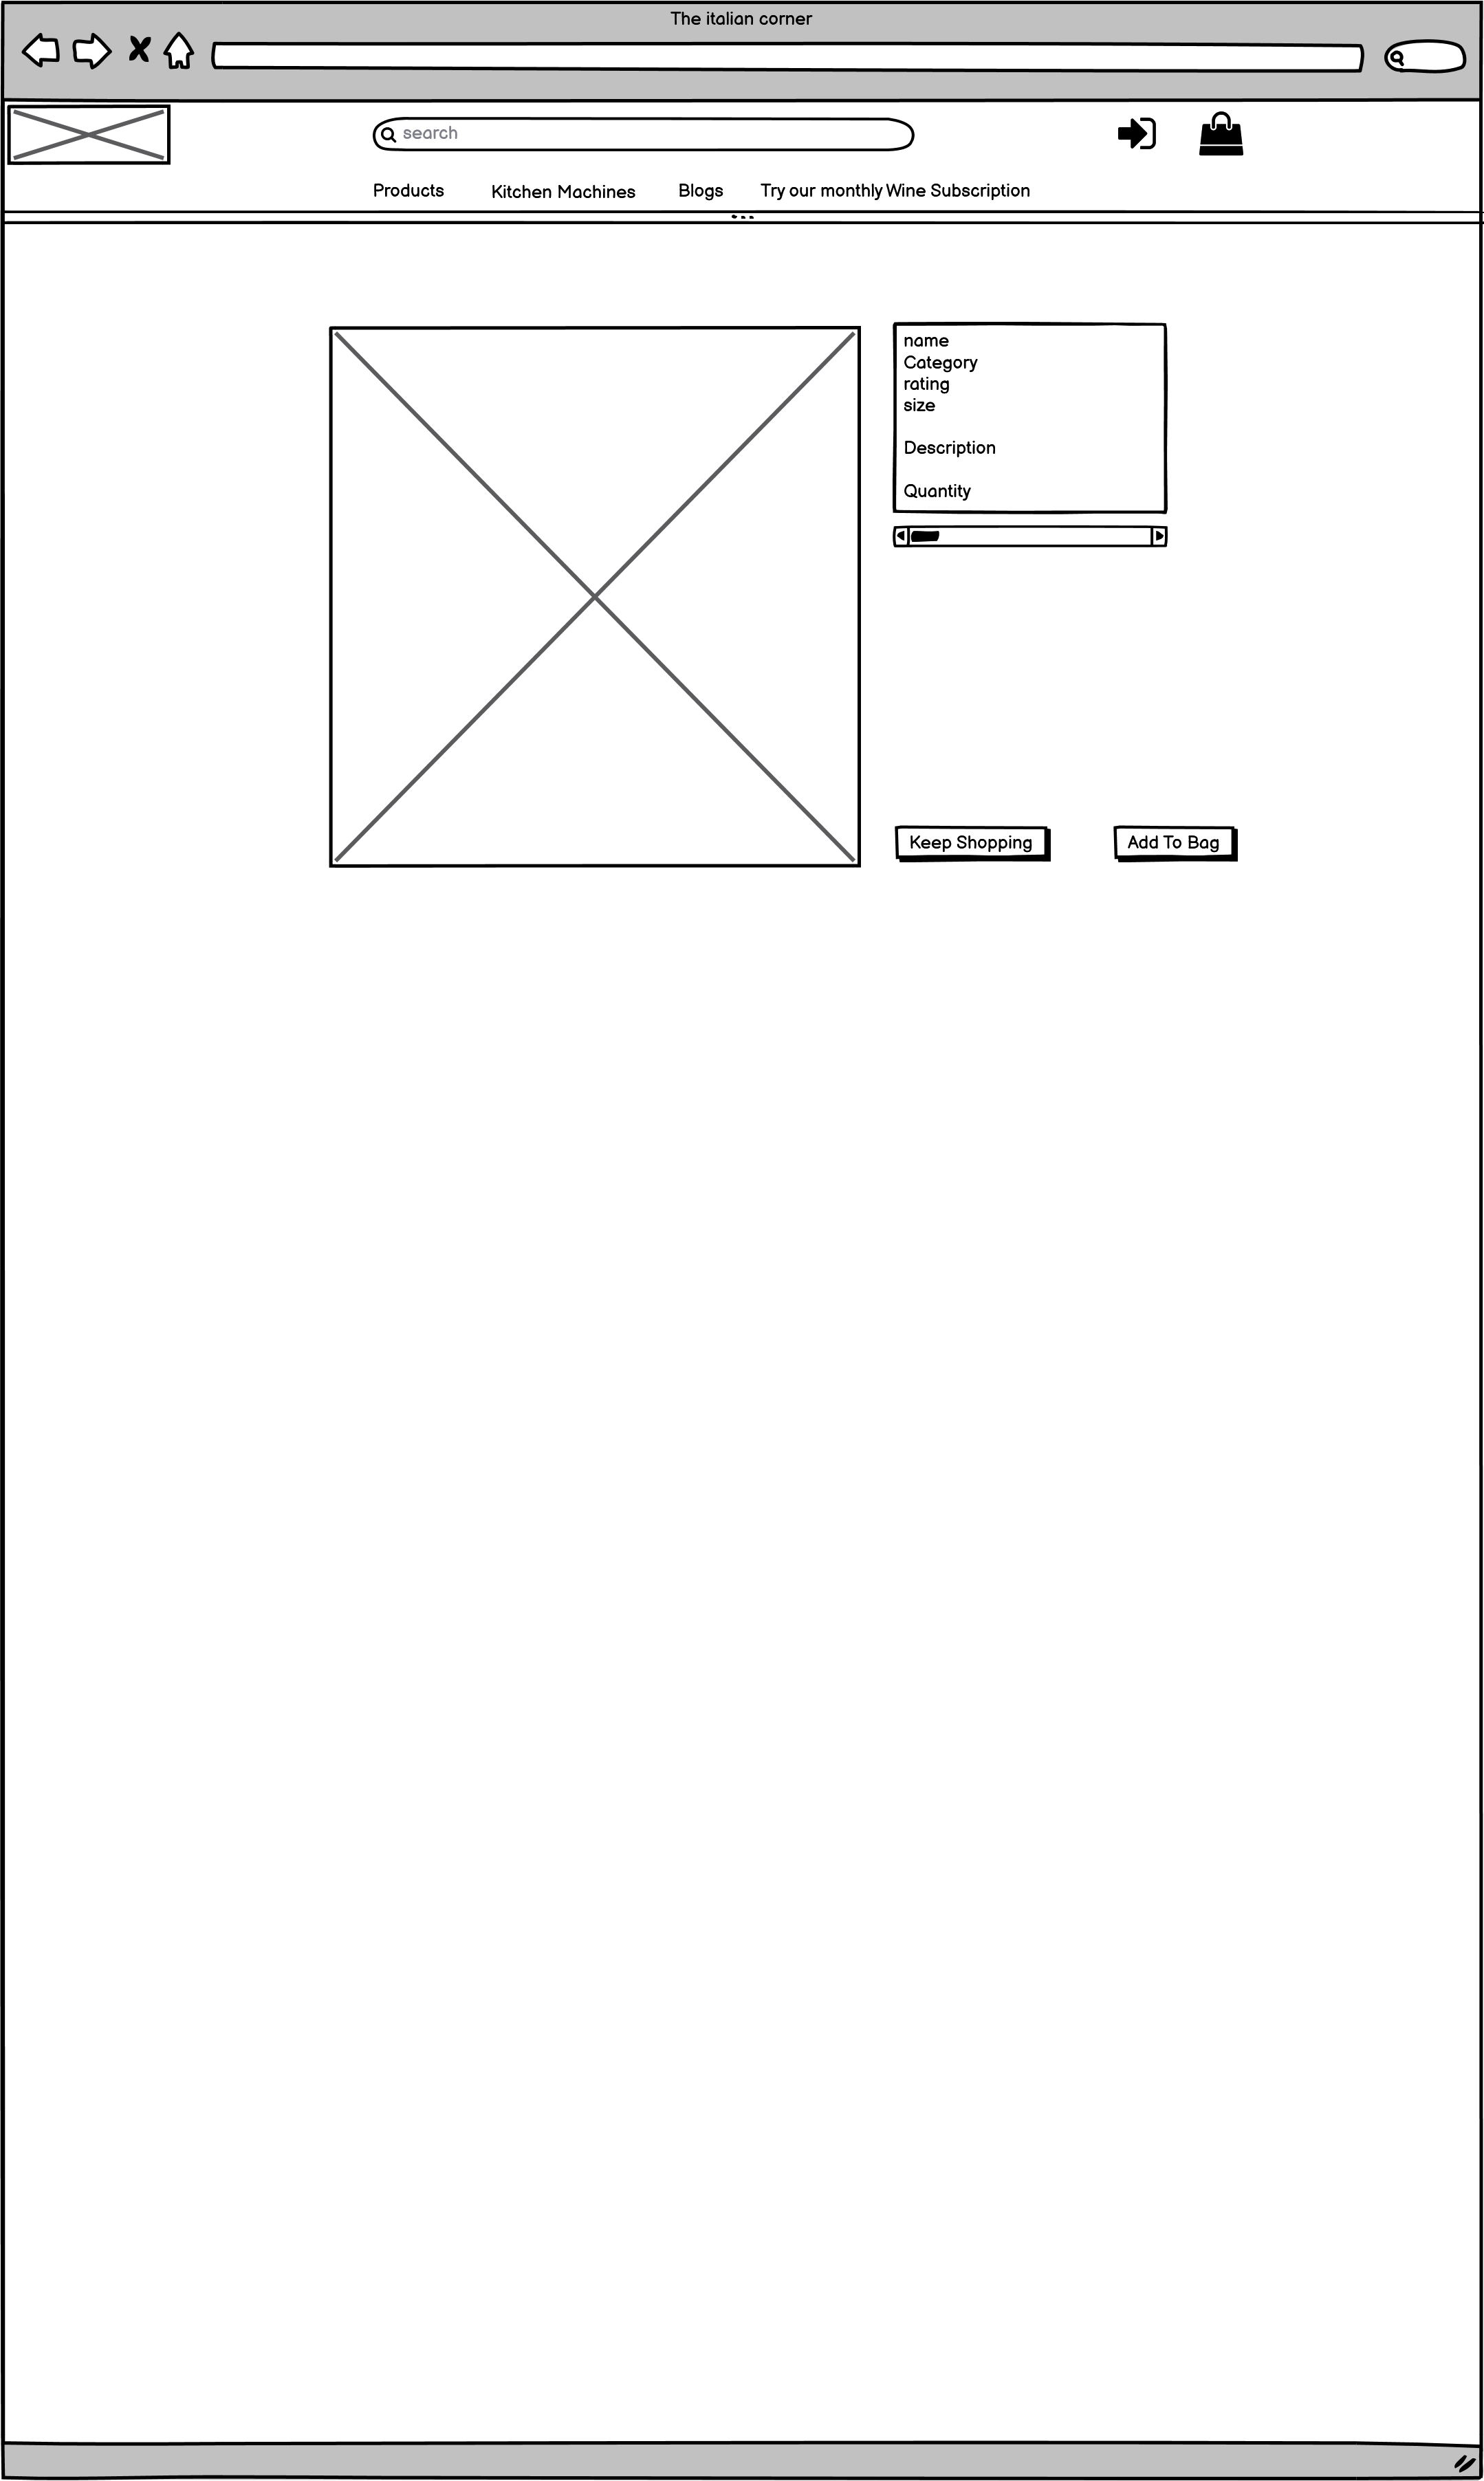 The italian corner
search
Products Kitchen Machines Blogs Try our monthly Wine Subscription
name
Category
rating
size
Description
Quantity
Keep Shopping Add To Bag